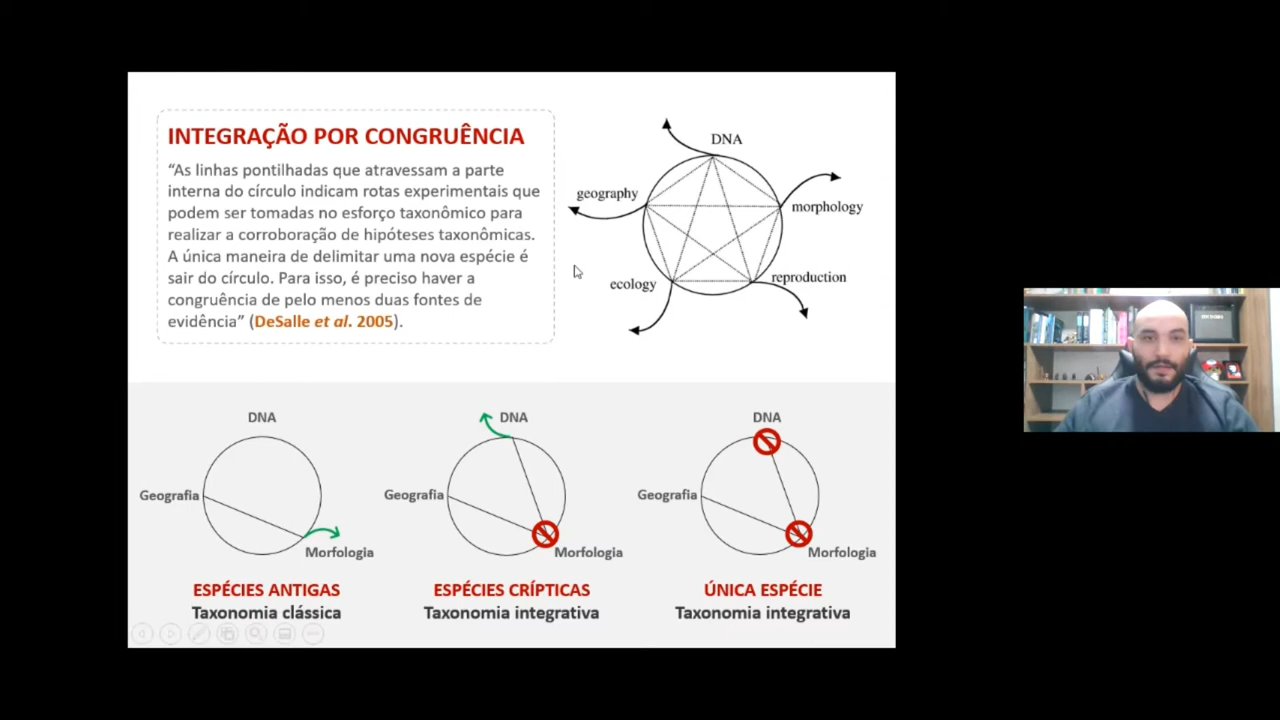 INTEGRAÇÃO POR CONGRUÊNCIA
“As linhas pontilhadas que atravessam a parte
interna do círculo indicam rotas experimentais que
podem ser tomadas no esforço taxonômico para
realizar a corroboração de hipóteses taxonômicas.
A única maneira de delimitar uma nova espécie é
sair do círculo. Para isso, é preciso haver a
congruência de pelo menos duas fontes de
evidência” (DeSalle et al. 2005).
DNA
geography
morphology
ecology
reproduction
DNA
Geografia
Morfologia
ESPÉCIES ANTIGAS
Taxonomia clássica
DNA
Geografia
Morfologia
ESPÉCIES CRÍPTICAS
Taxonomia integrativa
DNA
Geografia
Morfologia
ÚNICA ESPÉCIE
Taxonomia integrativa